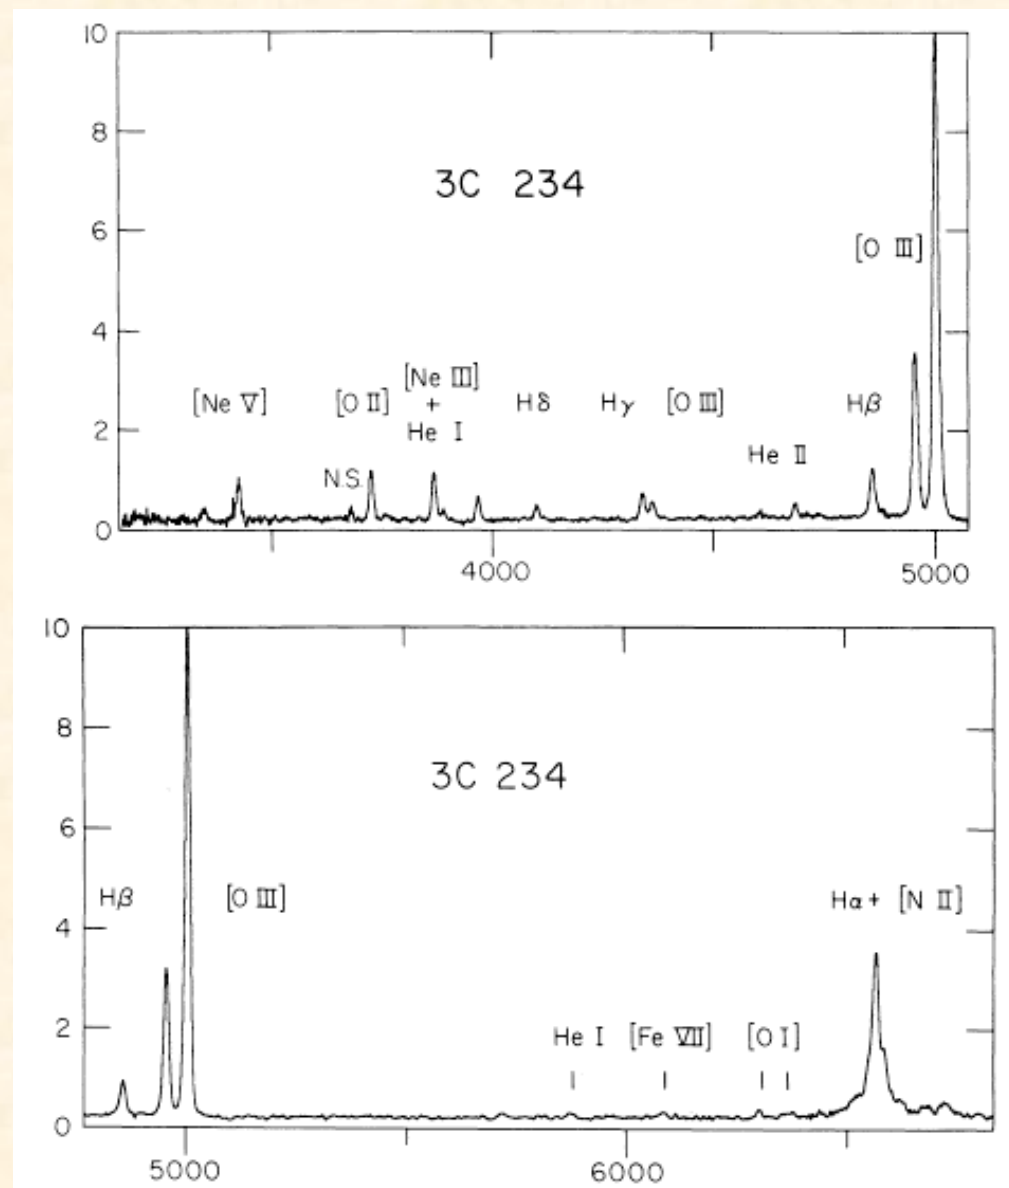 10
8
6
4
2
0
3C 234
[O III]
[Ne V]
[O II]
[Ne III]
+
He I
Hδ
Hγ
[O III]
Hβ
He II
N.S.
4000
5000
10
8
6
4
2
0
3C 234
Hβ
[O III]
Hα + [N II]
He I
[Fe VII]
[O I]
5000
6000